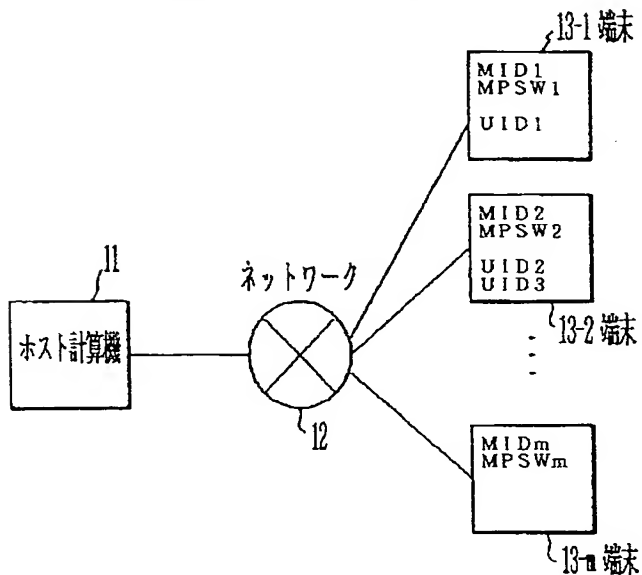 13-1 端末
MID1
MPSW1
UID1
MID2
MPSW2
UID2
UID3
13-2 端末
11
ホスト計算機
ネットワーク
12
MIDm
MPSWm
13-m 端末